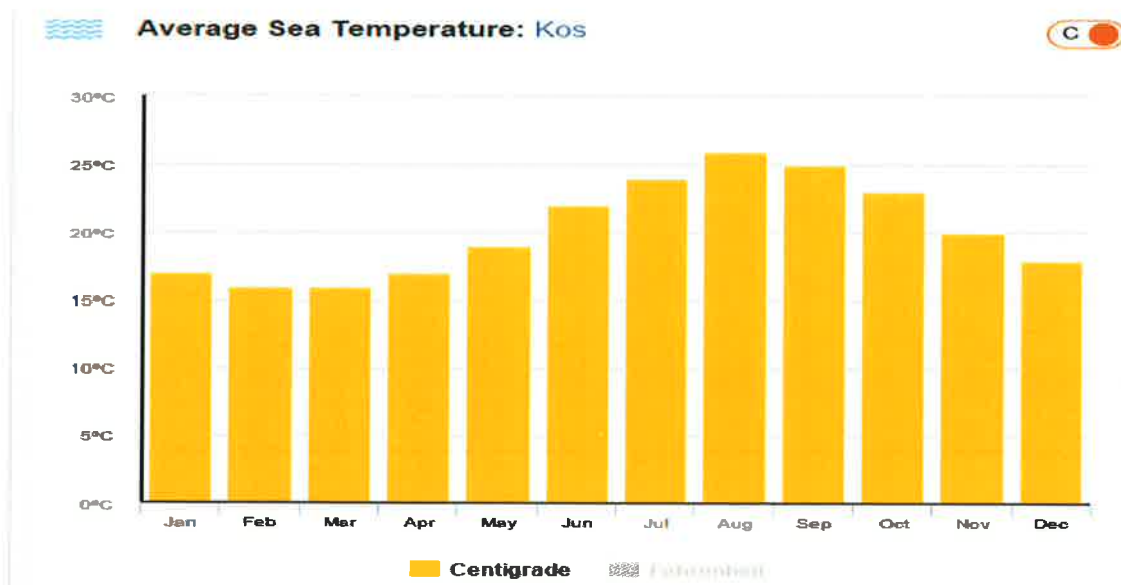 Average Sea Temperature: Kos
C
30°C
25°C
20°C
15°C
10°C
5°C
0°C
Jan Feb Mar Apr May Jun Jul Aug Sep Oct Nov Dec
Centigrade Fahrenheit